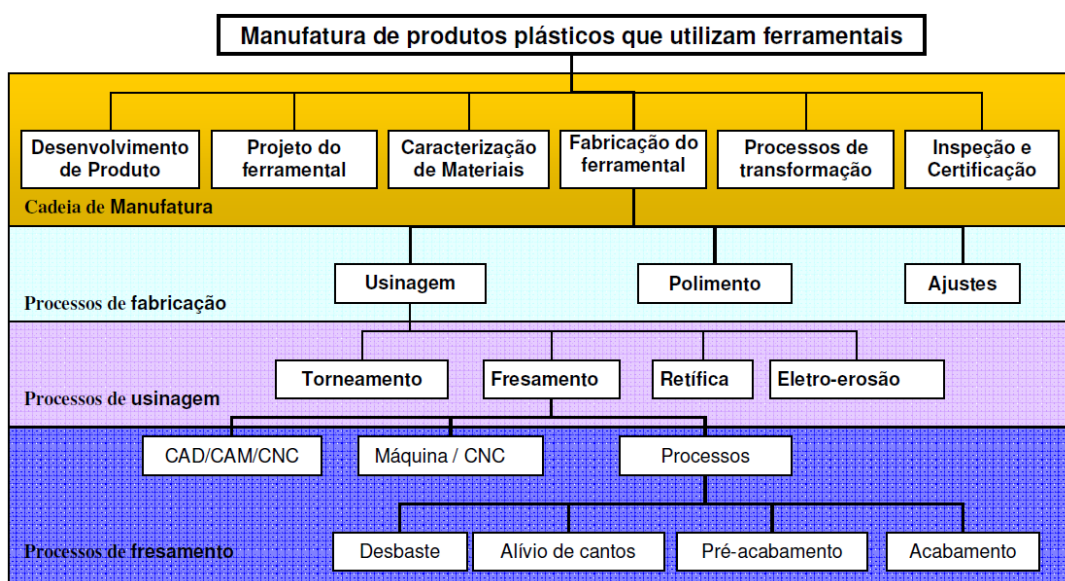 Manufatura de produtos plásticos que utilizam ferramentais
Desenvolvimento
de Produto
Projeto do
ferramental
Caracterização
de Materiais
Fabricação do
ferramental
Processos de
transformação
Inspeção e
Certificação
Cadeia de Manufatura
Usinagem
Polimento
Ajustes
Processos de fabricação
Torneamento
Fresamento
Retífica
Eletro-erosão
Processos de usinagem
CAD/CAM/CNC
Máquina / CNC
Processos
Processos de fresamento
Desbaste
Alívio de cantos
Pré-acabamento
Acabamento